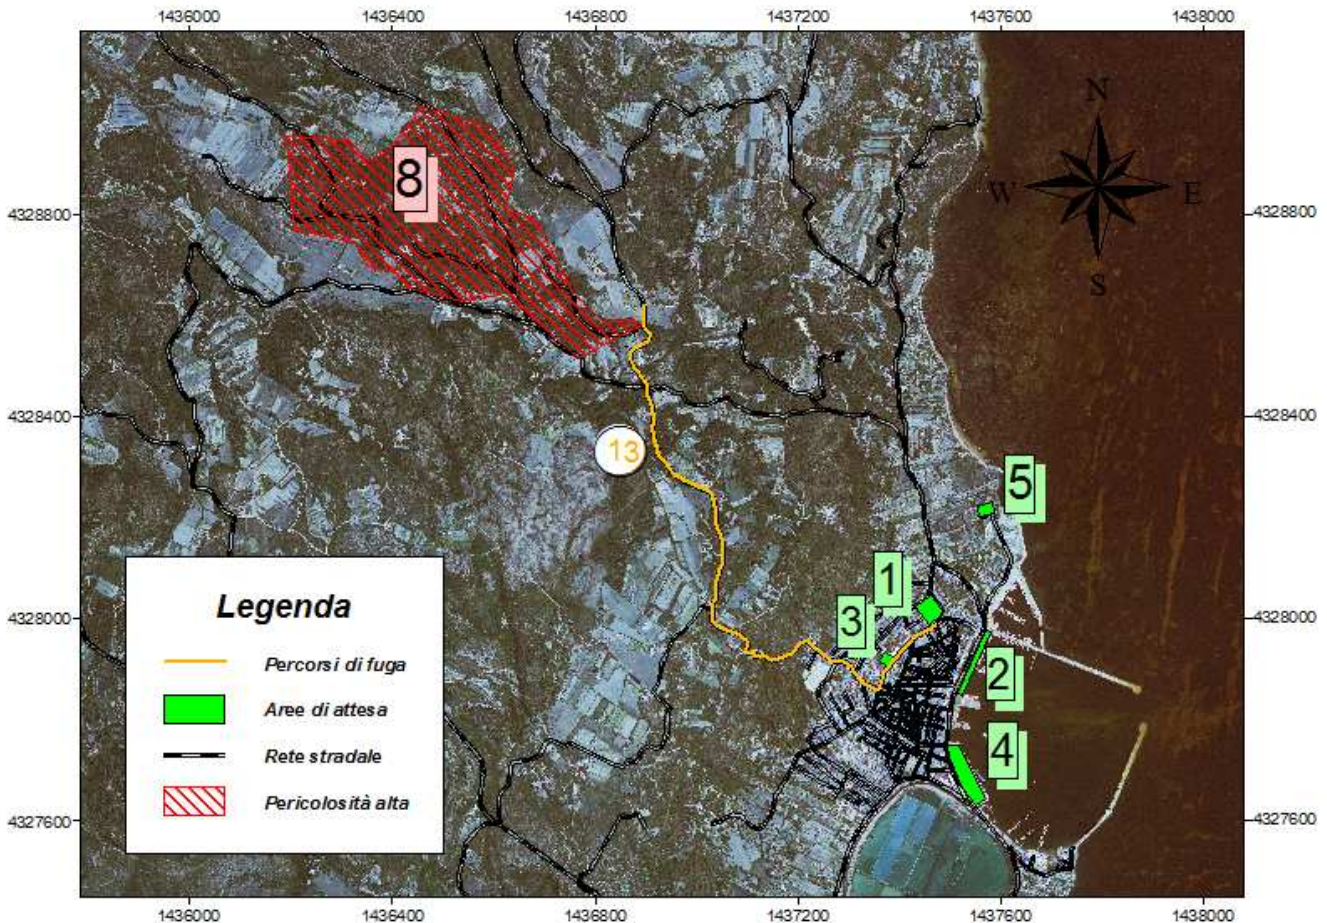 1436000 1436400 1436800 1437200 1437600 1438000
N
8
W E
4328800 4328800
S
4328400 4328400
13
5
1
Legenda
3
4328000 4328000
Percorsi di fuga
2
Aree di attesa
4
Rete stradale
Pericolosità alta
4327600 4327600
1436000 1436400 1436800 1437200 1437600 1438000